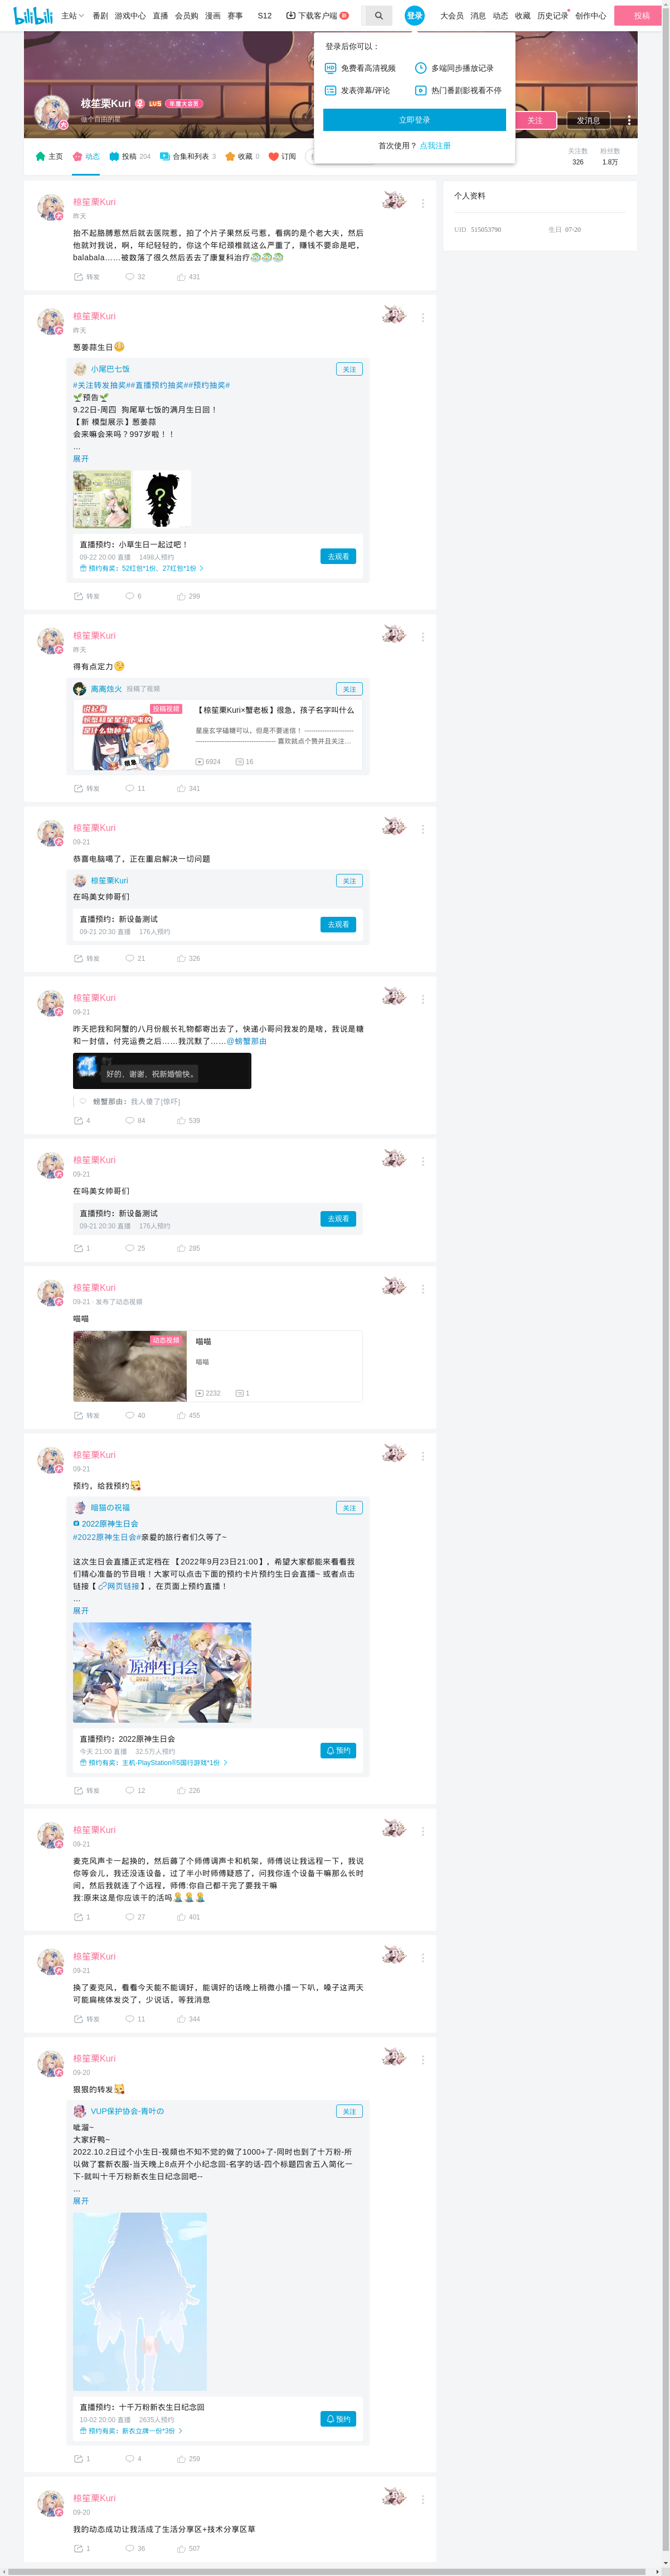 bilibili 主站 番剧 游戏中心 直播 会员购 漫画 赛事 S12 下载客户端 登录 大会员 消息 动态 收藏 历史记录 创作中心 投稿
登录后你可以：
免费看高清视频 多端同步播放记录
发表弹幕/评论 热门番剧影视看不停
立即登录
首次使用？ 点我注册
椋笙栗Kuri LV5 年度大会员
做个自由的星
关注 发消息
主页 动态 投稿 204 合集和列表 3 收藏 0 订阅
关注数 粉丝数
326 1.8万
个人资料
UID 515053790 生日 07-20
椋笙栗Kuri
昨天
抬不起胳膊惹然后就去医院惹，拍了个片子果然反弓惹，看病的是个老大夫，然后
他就对我说，啊，年纪轻轻的，你这个年纪颈椎就这么严重了，赚钱不要命是吧，
balabala……被数落了很久然后丢去了康复科治疗
转发 32 431
椋笙栗Kuri
昨天
葱姜蒜生日
小尾巴七饭 关注
#关注转发抽奖##直播预约抽奖##预约抽奖#
预告
9.22日-周四 狗尾草七饭的满月生日回！
【新 模型展示】葱姜蒜
会来嘛会来吗？997岁啦！！
...
展开
直播预约：小草生日一起过吧！
09-22 20:00 直播 1498人预约
预约有奖：52红包*1份、27红包*1份
去观看
转发 6 299
椋笙栗Kuri
昨天
得有点定力
离离烛火 投稿了视频 关注
投稿视频
【椋笙栗Kuri×蟹老板】很急，孩子名字叫什么
6924 16
转发 11 341
椋笙栗Kuri
09-21
恭喜电脑噶了，正在重启解决一切问题
椋笙栗Kuri 关注
在吗美女帅哥们
直播预约：新设备测试
09-21 20:30 直播 176人预约
去观看
转发 21 326
椋笙栗Kuri
09-21
昨天把我和阿蟹的八月份舰长礼物都寄出去了，快递小哥问我发的是啥，我说是糖
和一封信，付完运费之后……我沉默了……@螃蟹那由
好的，谢谢，祝新婚愉快。
螃蟹那由：我人傻了[惊吓]
4 84 539
椋笙栗Kuri
09-21
在吗美女帅哥们
直播预约：新设备测试
09-21 20:30 直播 176人预约
去观看
1 25 285
椋笙栗Kuri
09-21 · 发布了动态视频
喵喵
动态视频
喵喵
喵喵
2232 1
转发 40 455
椋笙栗Kuri
09-21
预约，给我预约
喵猫の祝福 关注
2022原神生日会
#2022原神生日会#亲爱的旅行者们久等了~
这次生日会直播正式定档在 【2022年9月23日21:00】，希望大家都能来看看我
们精心准备的节目哦！大家可以点击下面的预约卡片预约生日会直播~ 或者点击
链接【网页链接】，在页面上预约直播！
...
展开
原神生日会
2022
直播预约：2022原神生日会
今天 21:00 直播 32.5万人预约
预约有奖：主机-PlayStation®5国行游戏*1份
预约
转发 12 226
椋笙栗Kuri
09-21
麦克风声卡一起换的，然后薅了个师傅调声卡和机架，师傅说让我远程一下，我说
你等会儿，我还没连设备，过了半小时师傅疑惑了，问我你连个设备干嘛那么长时
间，然后我就连了个远程，师傅:你自己都干完了要我干嘛
我:原来这是你应该干的活吗
1 27 401
椋笙栗Kuri
09-21
换了麦克风，看看今天能不能调好，能调好的话晚上稍微小播一下叭，嗓子这两天
可能扁桃体发炎了，少说话，等我消息
转发 11 344
椋笙栗Kuri
09-20
狠狠的转发
VUP保护协会-青叶の 关注
呲溜~
大家好鸭~
2022.10.2日过个小生日-视频也不知不觉的做了1000+了-同时也到了十万粉-所
以做了套新衣服-当天晚上8点开个小纪念回-名字的话-四个标题四舍五入简化一
下-就叫十千万粉新衣生日纪念回吧--
...
展开
直播预约：十千万粉新衣生日纪念回
10-02 20:00 直播 2635人预约
预约有奖：新衣立牌一份*3份
预约
1 4 259
椋笙栗Kuri
09-20
我的动态成功让我活成了生活分享区+技术分享区草
1 36 507